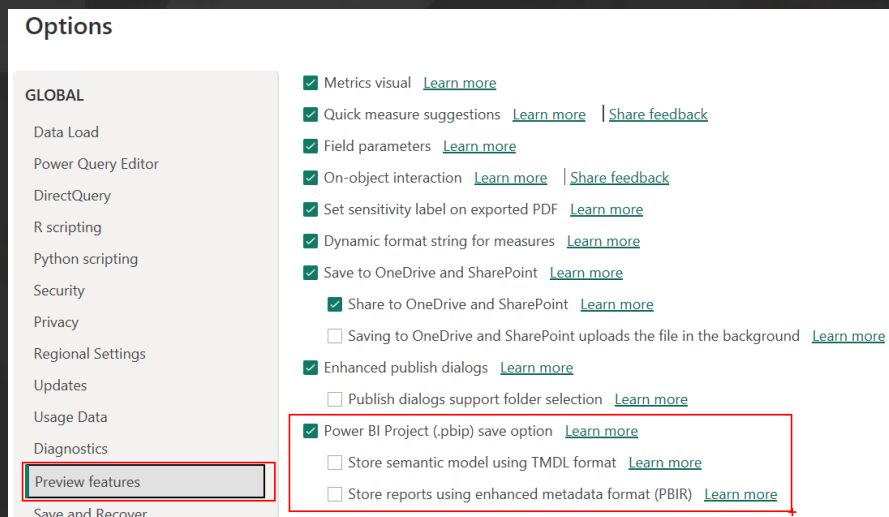 Options
GLOBAL
Data Load
Power Query Editor
DirectQuery
R scripting
Python scripting
Security
Privacy
Regional Settings
Updates
Usage Data
Diagnostics
Preview features
Save and Recover
Metrics visual Learn more
Quick measure suggestions Learn more Share feedback
Field parameters Learn more
On-object interaction Learn more Share feedback
Set sensitivity label on exported PDF Learn more
Dynamic format string for measures Learn more
Save to OneDrive and SharePoint Learn more
Share to OneDrive and SharePoint Learn more
Saving to OneDrive and SharePoint uploads the file in the background Learn more
Enhanced publish dialogs Learn more
Publish dialogs support folder selection Learn more
Power BI Project (.pbip) save option Learn more
Store semantic model using TMDL format Learn more
Store reports using enhanced metadata format (PBIR) Learn more